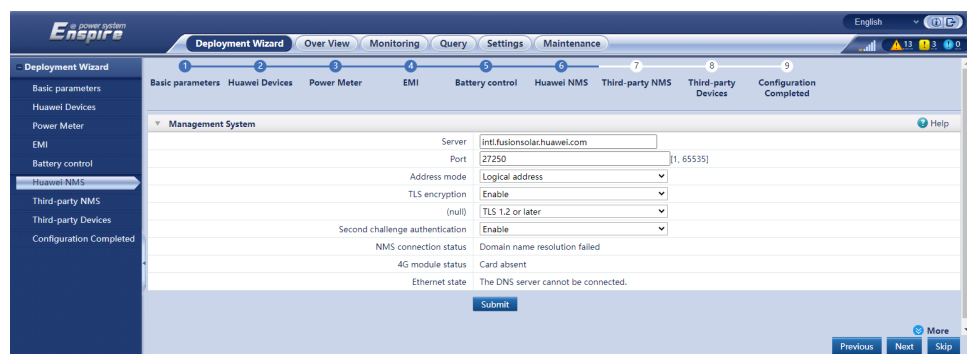 e power system
Enspire
English
Deployment Wizard Over View Monitoring Query Settings Maintenance
13 3 0
Deployment Wizard
Basic parameters
Huawei Devices
Power Meter
EMI
Battery control
Huawei NMS
Third-party NMS
Third-party Devices
Configuration Completed
1 2 3 4 5 6 7 8 9
Basic parameters Huawei Devices Power Meter EMI Battery control Huawei NMS Third-party NMS Third-party Devices Configuration Completed
Management System
Help
Server intl.fusionsolar.huawei.com
Port 27250 [1, 65535]
Address mode Logical address
TLS encryption Enable
(null) TLS 1.2 or later
Second challenge authentication Enable
NMS connection status Domain name resolution failed
4G module status Card absent
Ethernet state The DNS server cannot be connected.
Submit
More
Previous Next Skip